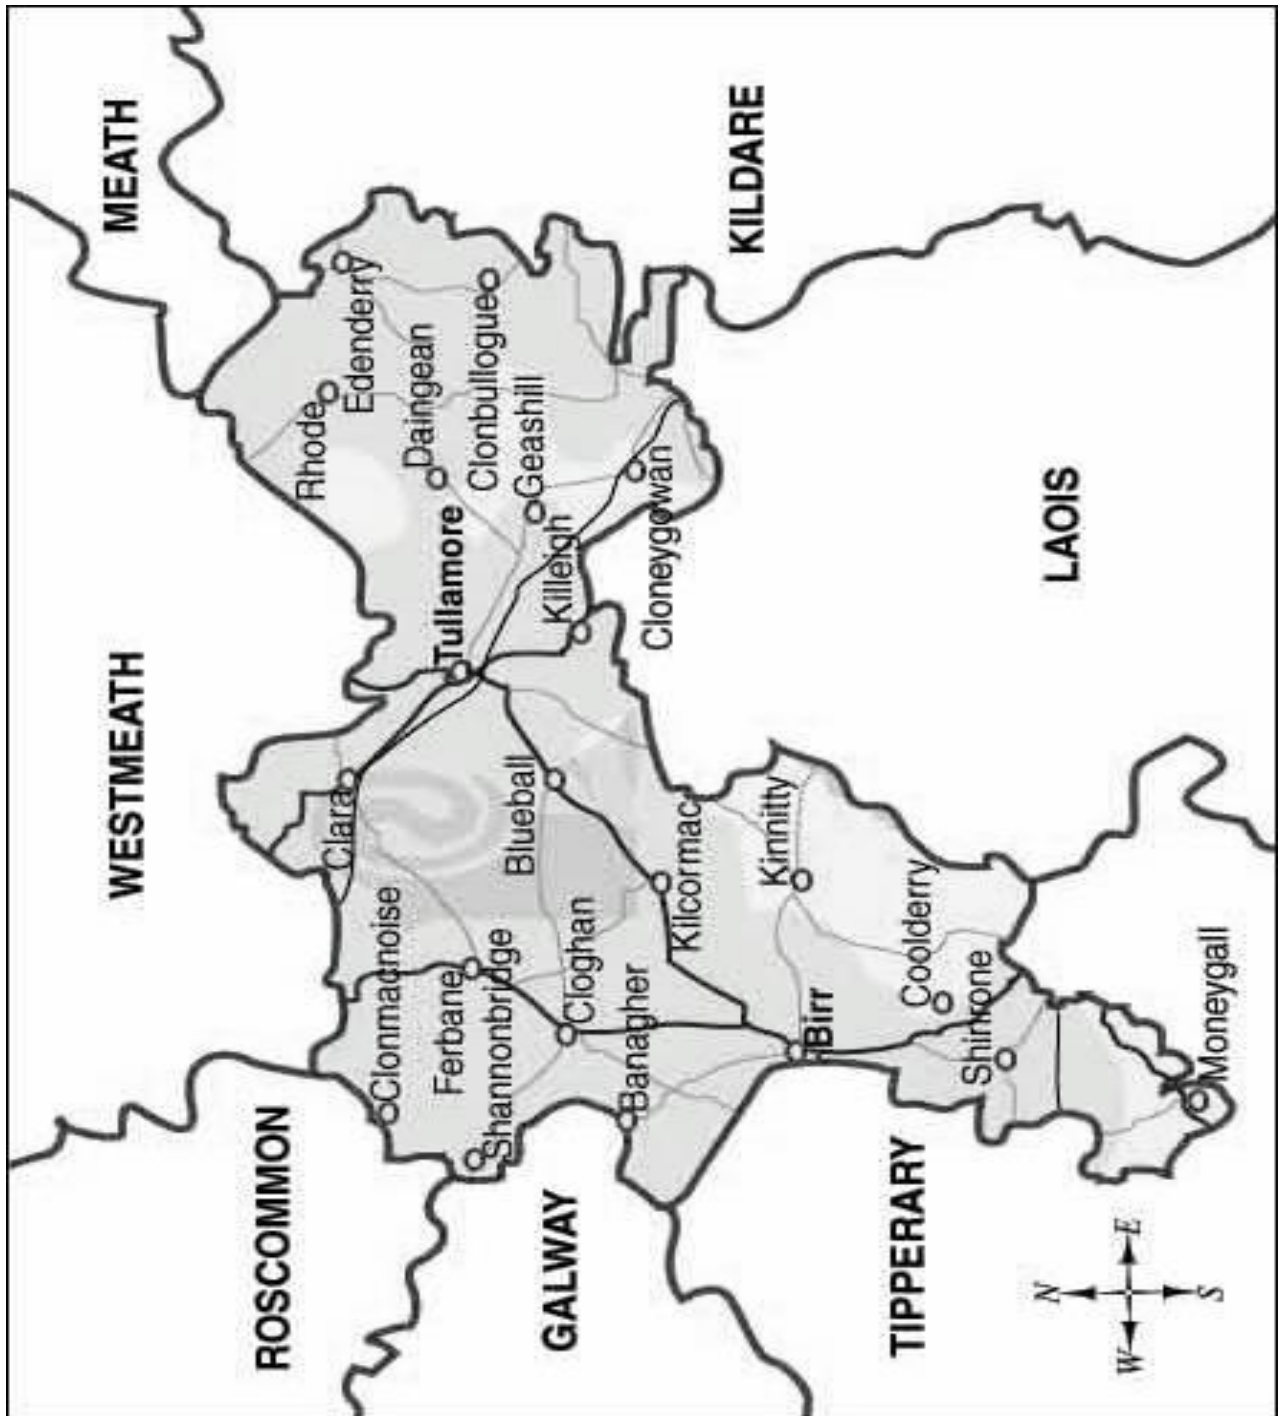 WESTMEATH
MEATH
ROSCOMMON
Rhode
Clara
Edenderry
Clonmacnoise
Daingean
Ferbane
Tullamore
Clonbullogue
Shannonbridge
Blueball
Geashill
GALWAY
Killeigh
Cloghan
Banagher
Cloneygowan
Kilcormac
KILDARE
Kinnitty
Birr
TIPPERARY
Coolderry
Shinrone
LAOIS
N
W E
S
Moneygall